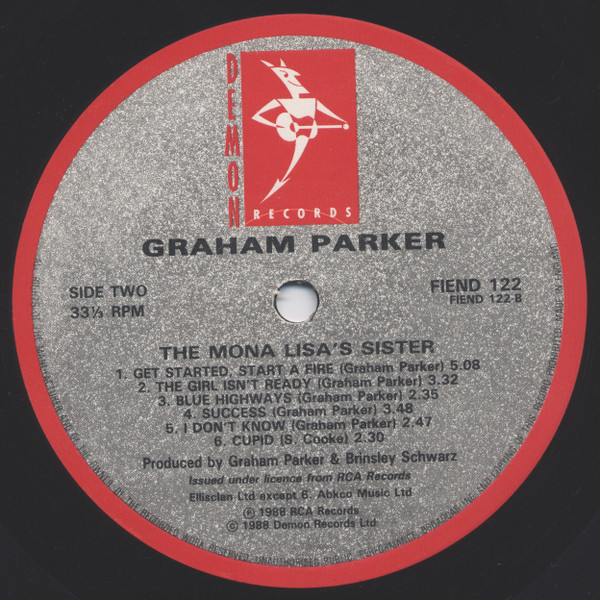 DEMON
RECORDS
GRAHAM PARKER
SIDE TWO
33⅓ RPM
FIEND 122
FIEND 122-B
THE MONA LISA'S SISTER
1. GET STARTED, START A FIRE (Graham Parker) 5.08
2. THE GIRL ISN'T READY (Graham Parker) 3.32
3. BLUE HIGHWAYS (Graham Parker) 2.35
4. SUCCESS (Graham Parker) 3.48
5. I DON'T KNOW (Graham Parker) 2.47
6. CUPID (S. Cooke) 2.30
Produced by Graham Parker & Brinsley Schwarz
Issued under licence from RCA Records
Ellisclan Ltd except 6. Abkco Music Ltd
℗ 1988 RCA Records
© 1988 Demon Records Ltd